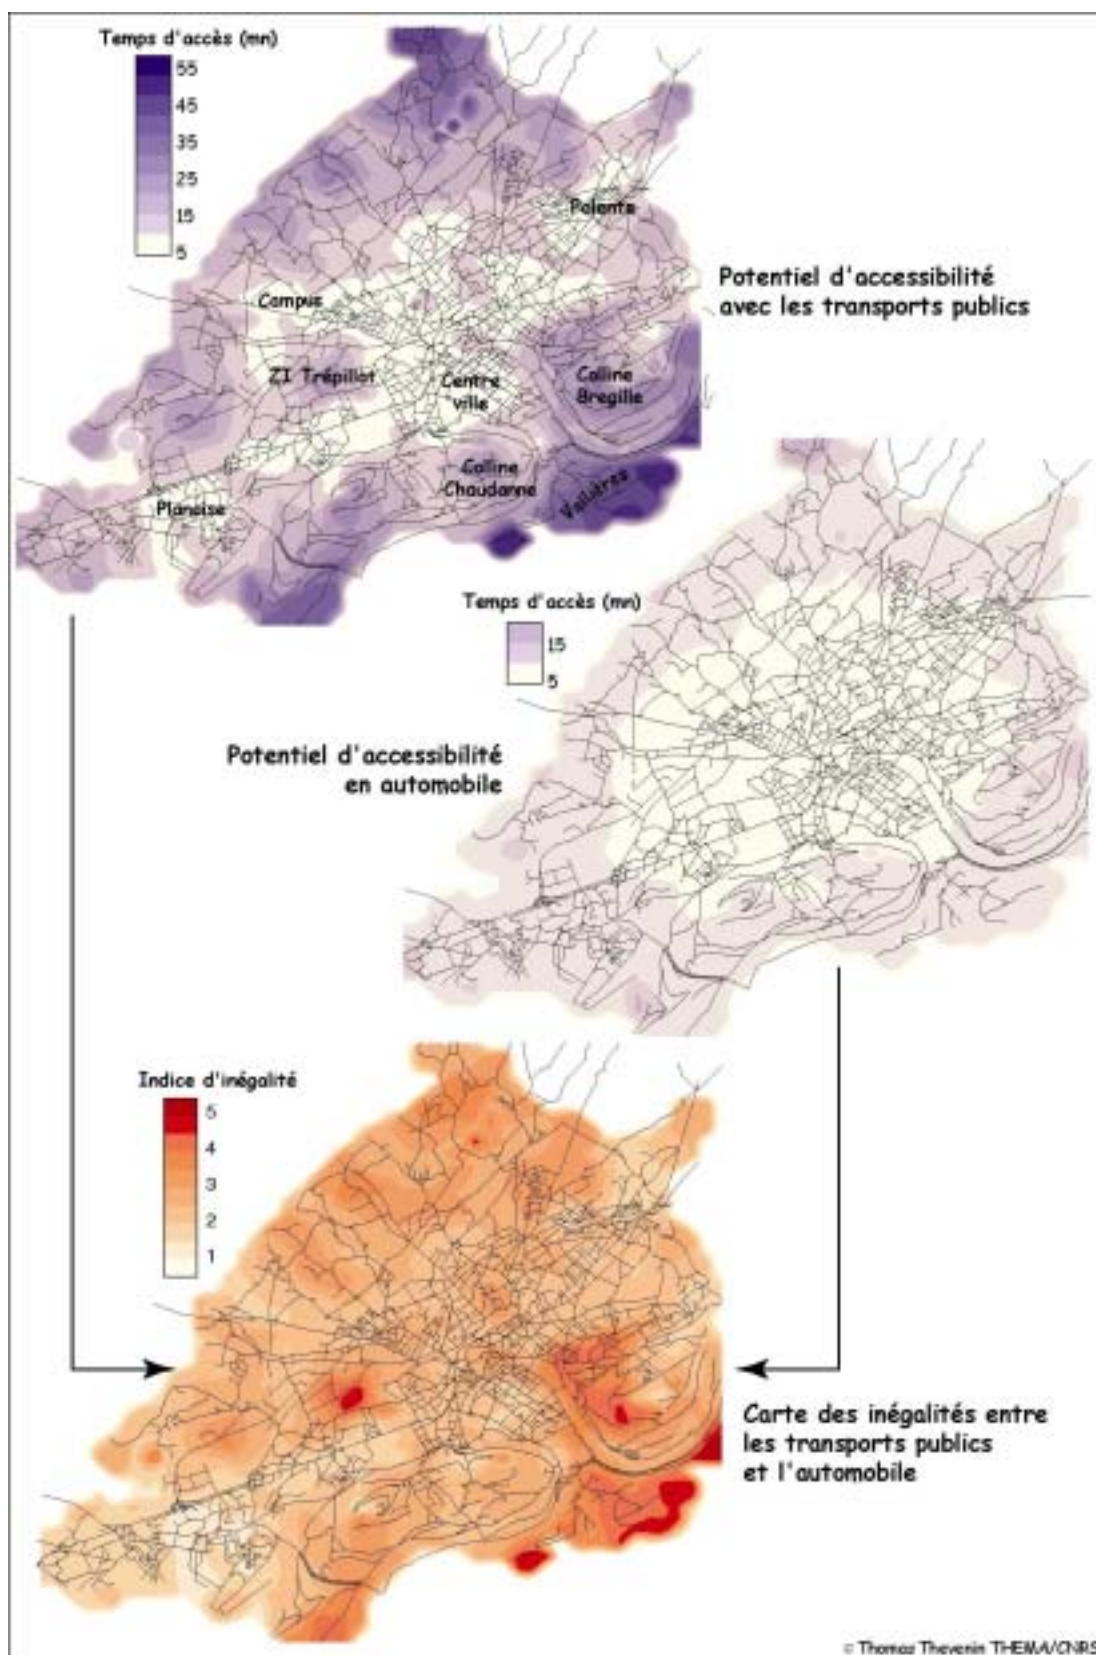 Temps d'accès (mn)
55
45
35
25
15
5
Palente
Potentiel d'accessibilité
avec les transports publics
Campus
ZI Trépillot
Centre
ville
Colline
Bregille
Colline
Chaudanne
Vallières
Planoise
Temps d'accès (mn)
15
5
Potentiel d'accessibilité
en automobile
Indice d'inégalité
5
4
3
2
1
Carte des inégalités entre
les transports publics
et l'automobile
© Thomas Thevenin THEMA/CNRS